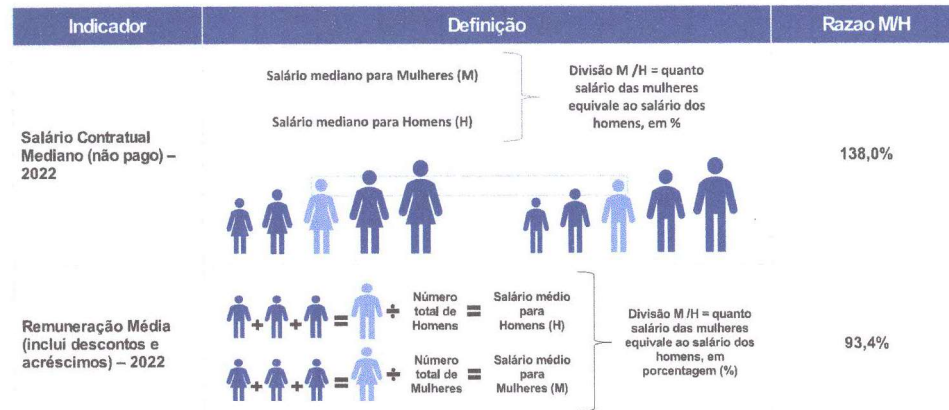 Indicador
Definição
Razao M/H
Salário Contratual
Mediano (não pago) –
2022
Salário mediano para Mulheres (M)
Salário mediano para Homens (H)
Divisão M /H = quanto
salário das mulheres
equivale ao salário dos
homens, em %
138,0%
Remuneração Média
(inclui descontos e
acréscimos) – 2022
+ + = ÷
Número
total de
Homens
=
Salário médio
para
Homens (H)
+ + = ÷
Número
total de
Mulheres
=
Salário médio
para
Mulheres (M)
Divisão M /H = quanto
salário das mulheres
equivale ao salário dos
homens, em
porcentagem (%)
93,4%